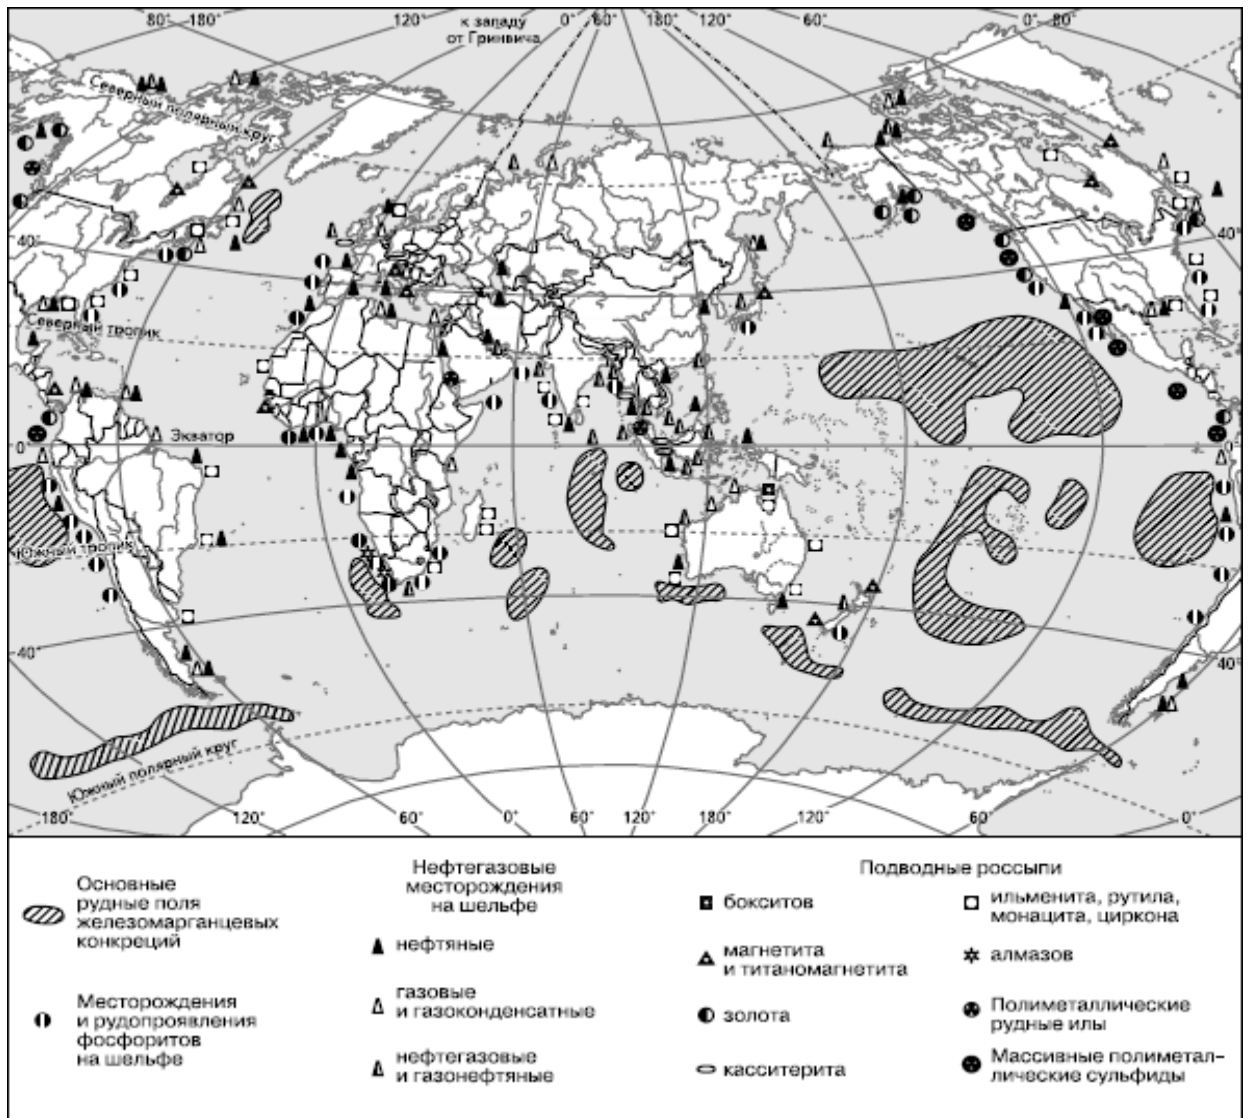 80° 180° 120° к западу 0° 60° 180° 120° 60° 0° 80°
от Гринвича
Северный полярный круг
40° 40°
Северный тропик
Экватор
0° 0°
Южный тропик
40° 40°
Южный полярный круг
180° 120° 60° 0° 60° 120° 180° 120° 60° 0°
Основные
рудные поля
железомарганцевых
конкреций
Месторождения
и рудопроявления
фосфоритов
на шельфе
Нефтегазовые
месторождения
на шельфе
нефтяные
газовые
и газоконденсатные
нефтегазовые
и газонефтяные
Подводные россыпи
бокситов
магнетита
и титаномагнетита
золота
касситерита
ильменита, рутила,
монацита, циркона
алмазов
Полиметаллические
рудные илы
Массивные полиметал-
лические сульфиды